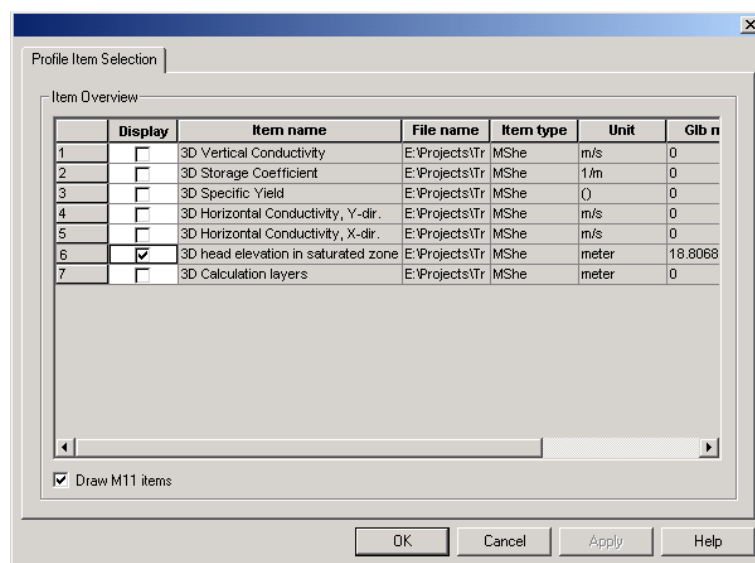 Profile Item Selection
Item Overview
Display Item name File name Item type Unit Glb n
1 3D Vertical Conductivity E:\Projects\Tr MShe m/s 0
2 3D Storage Coefficient E:\Projects\Tr MShe 1/m 0
3 3D Specific Yield E:\Projects\Tr MShe () 0
4 3D Horizontal Conductivity, Y-dir. E:\Projects\Tr MShe m/s 0
5 3D Horizontal Conductivity, X-dir. E:\Projects\Tr MShe m/s 0
6 3D head elevation in saturated zone E:\Projects\Tr MShe meter 18.8068
7 3D Calculation layers E:\Projects\Tr MShe meter 0
Draw M11 items
OK Cancel Apply Help